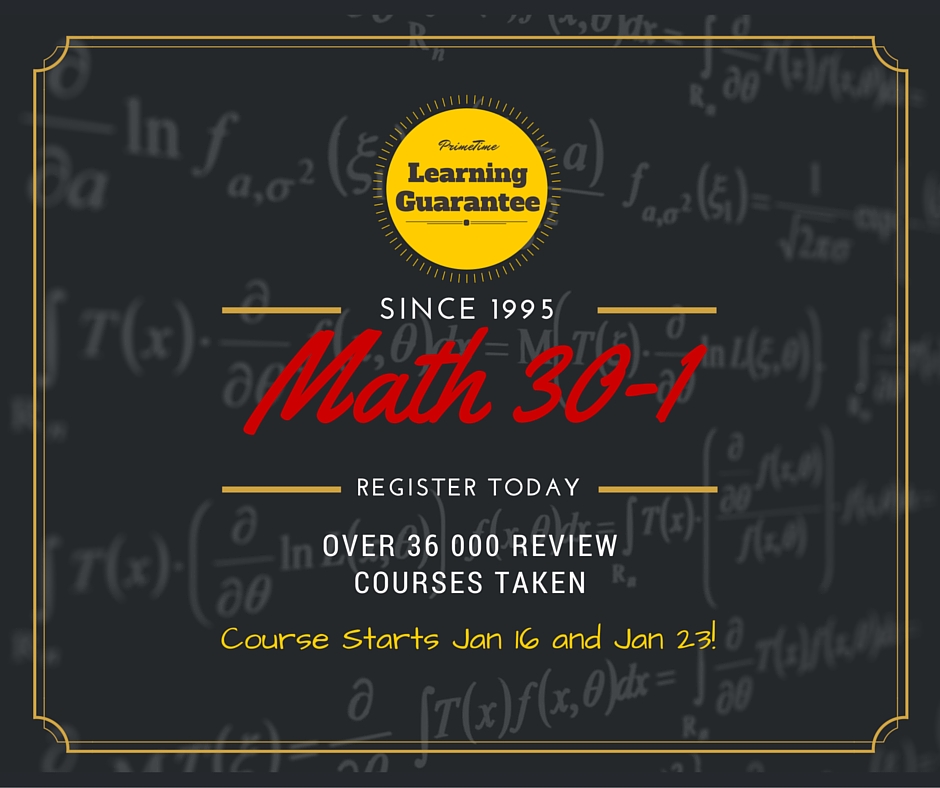 PrimeTime
Learning
Guarantee
SINCE 1995
Math 30-1
REGISTER TODAY
OVER 36 000 REVIEW
COURSES TAKEN
Course Starts Jan 16 and Jan 23!